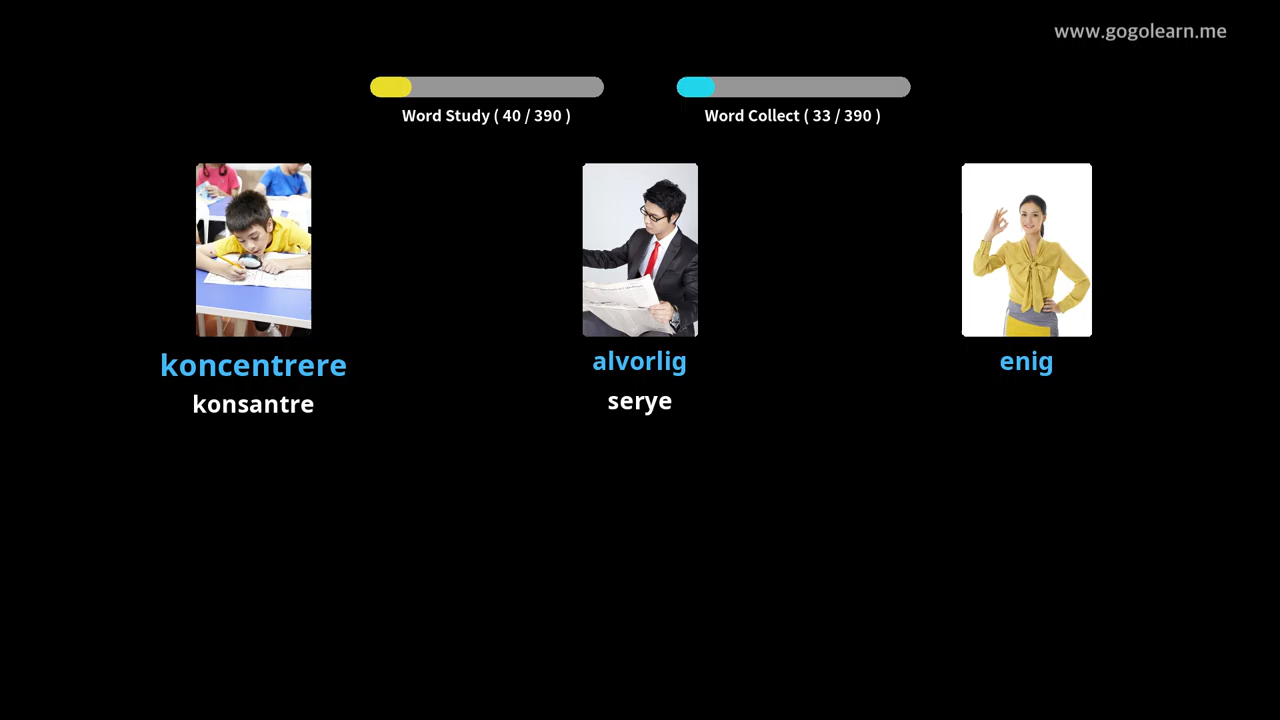 www.gogolearn.me
Word Study ( 40 / 390 )
Word Collect ( 33 / 390 )
koncentrere
konsantre
alvorlig
serye
enig